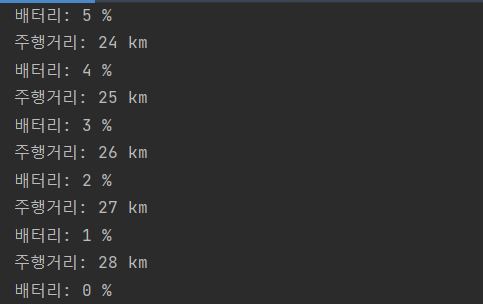 배터리: 5 %
주행거리: 24 km
배터리: 4 %
주행거리: 25 km
배터리: 3 %
주행거리: 26 km
배터리: 2 %
주행거리: 27 km
배터리: 1 %
주행거리: 28 km
배터리: 0 %